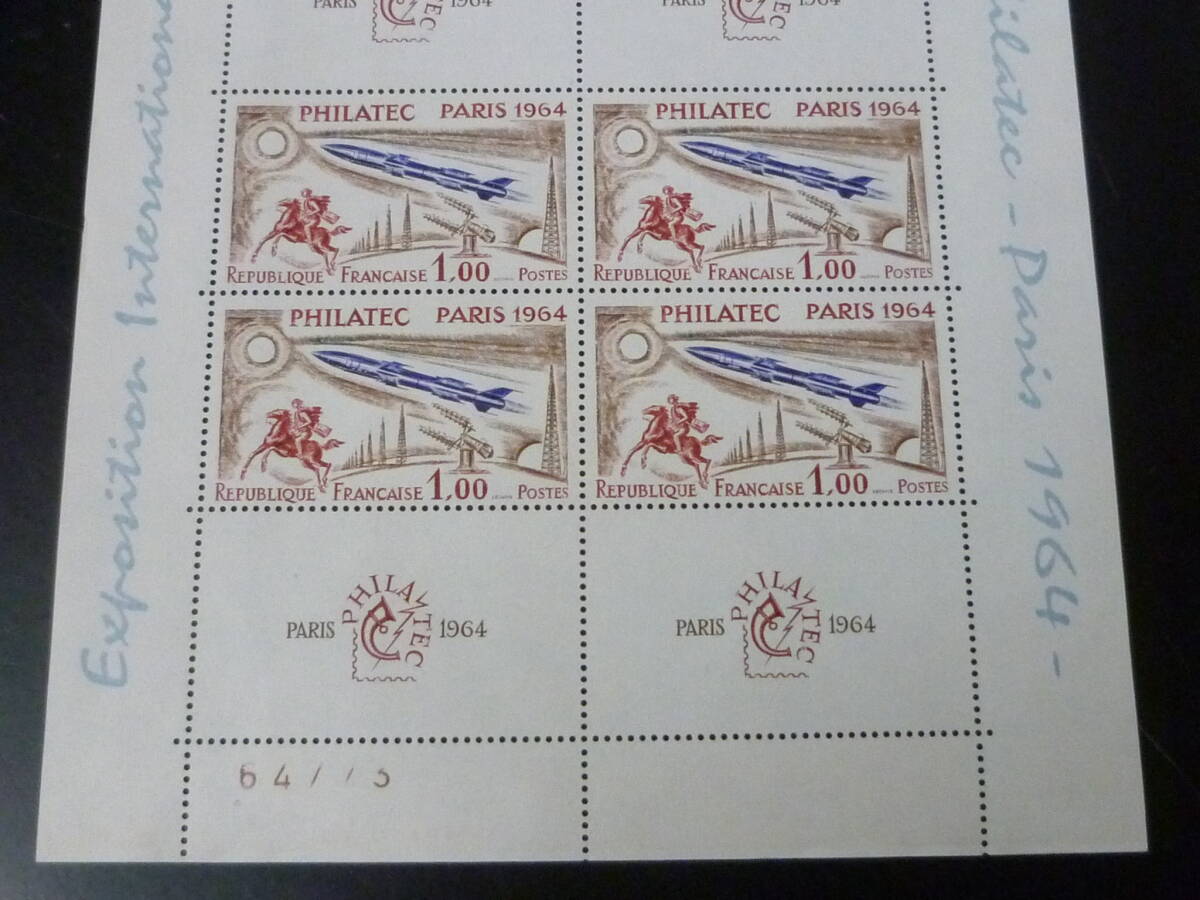 PARIS 1964
PARIS 1964
PHILATEC PARIS 1964
REPUBLIQUE FRANCAISE 1,00 POSTES
PHILATEC PARIS 1964
REPUBLIQUE FRANCAISE 1,00 POSTES
PHILATEC PARIS 1964
REPUBLIQUE FRANCAISE 1,00 POSTES
PHILATEC PARIS 1964
REPUBLIQUE FRANCAISE 1,00 POSTES
PARIS PHILATEC 1964
PARIS PHILATEC 1964
Exposition
- Paris 1964 -